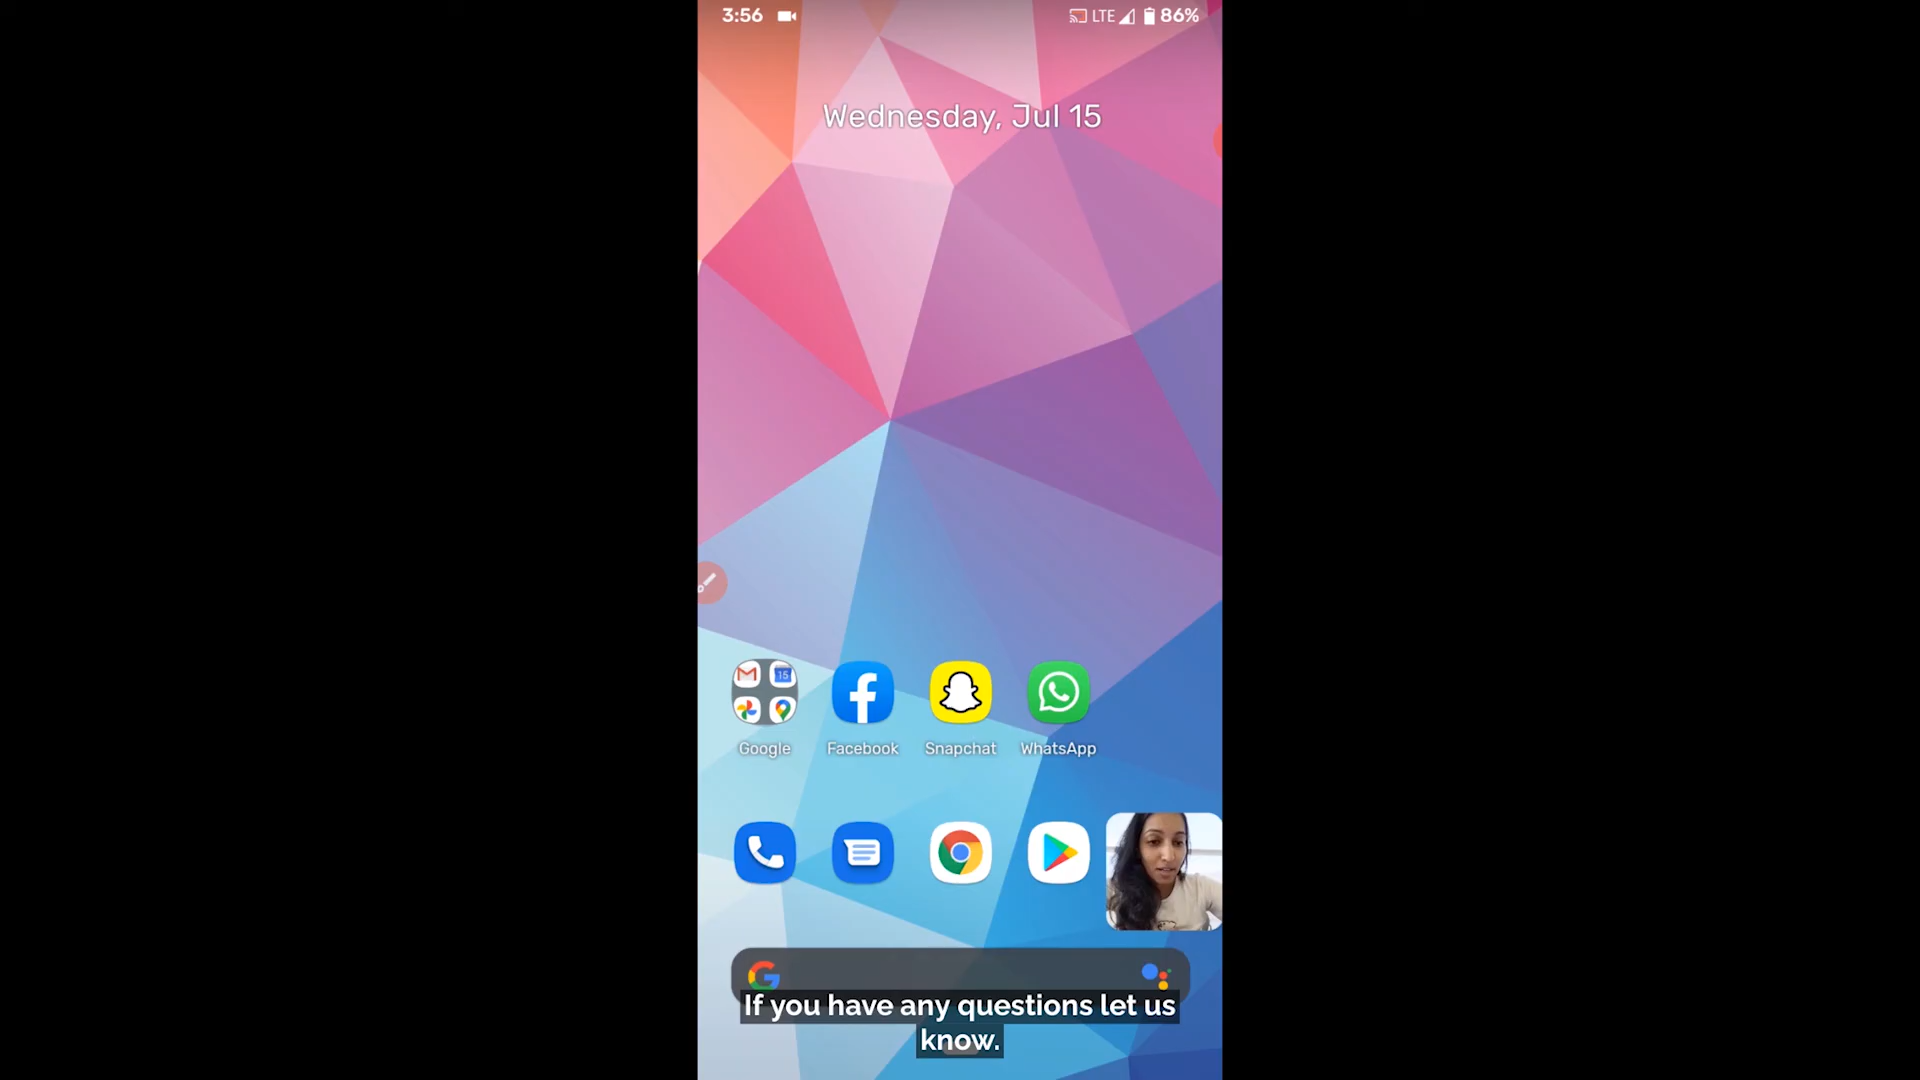 3:56 LTE 86%
Wednesday, Jul 15
15
Google Facebook Snapchat WhatsApp
If you have any questions let us
know.